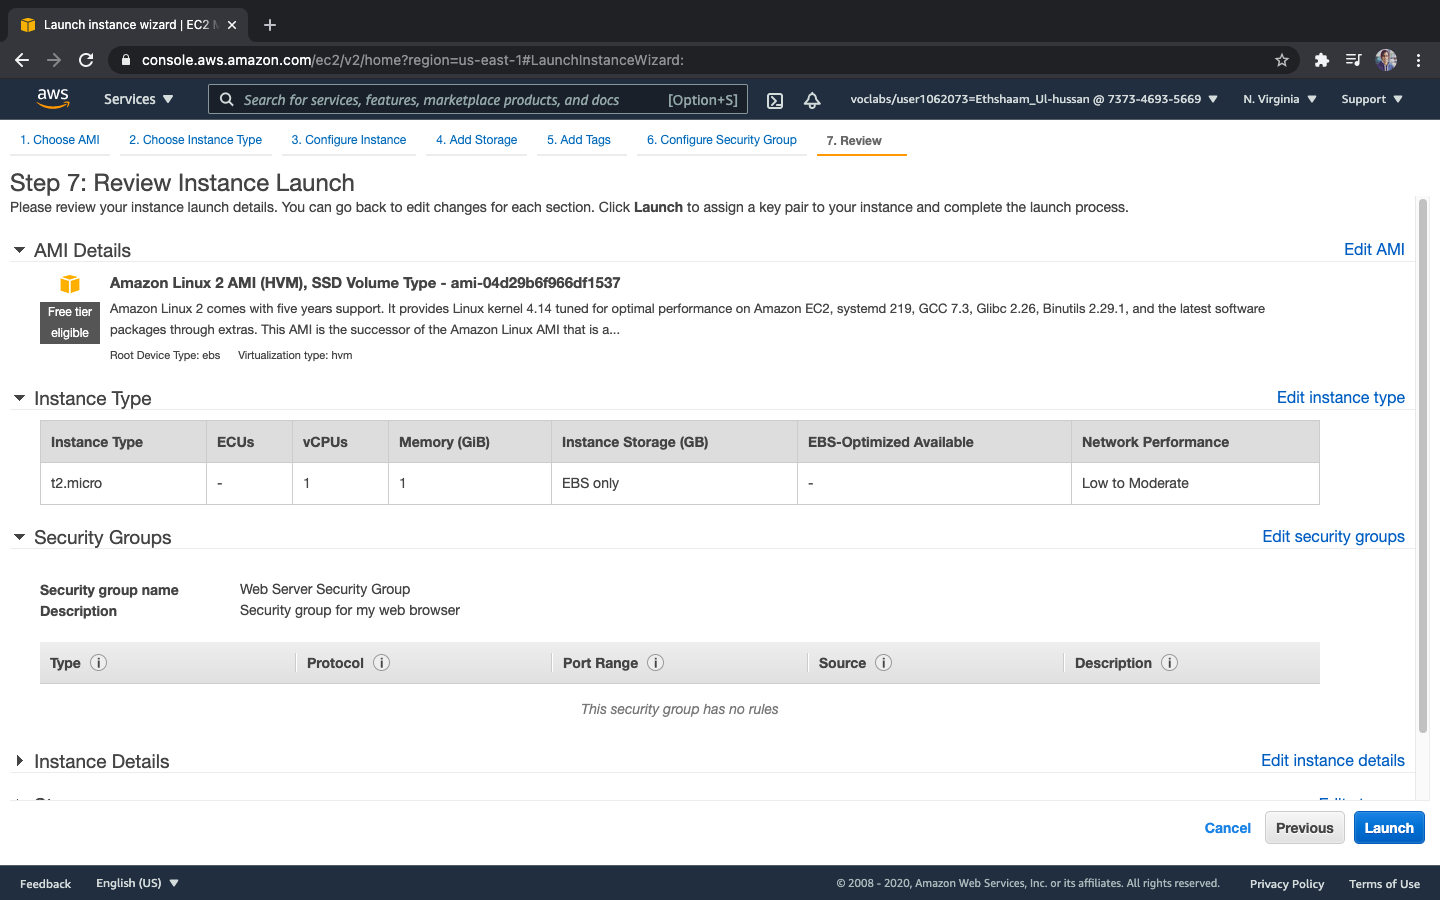 Launch instance wizard | EC2 M
console.aws.amazon.com/ec2/v2/home?region=us-east-1#LaunchInstanceWizard:
aws
Services
Search for services, features, marketplace products, and docs [Option+S]
voclabs/user1062073=Ethshaam_Ul-hussan @ 7373-4693-5669
N. Virginia
Support
1. Choose AMI
2. Choose Instance Type
3. Configure Instance
4. Add Storage
5. Add Tags
6. Configure Security Group
7. Review
Step 7: Review Instance Launch
Please review your instance launch details. You can go back to edit changes for each section. Click Launch to assign a key pair to your instance and complete the launch process.
AMI Details
Edit AMI
Free tier
eligible
Amazon Linux 2 AMI (HVM), SSD Volume Type - ami-04d29b6f966df1537
Amazon Linux 2 comes with five years support. It provides Linux kernel 4.14 tuned for optimal performance on Amazon EC2, systemd 219, GCC 7.3, Glibc 2.26, Binutils 2.29.1, and the latest software
packages through extras. This AMI is the successor of the Amazon Linux AMI that is a...
Root Device Type: ebs Virtualization type: hvm
Instance Type
Edit instance type
Instance Type ECUs vCPUs Memory (GiB) Instance Storage (GB) EBS-Optimized Available Network Performance
t2.micro - 1 1 EBS only - Low to Moderate
Security Groups
Edit security groups
Security group name Web Server Security Group
Description Security group for my web browser
Type Protocol Port Range Source Description
This security group has no rules
Instance Details
Edit instance details
Cancel
Previous
Launch
Feedback
English (US)
© 2008 - 2020, Amazon Web Services, Inc. or its affiliates. All rights reserved.
Privacy Policy
Terms of Use